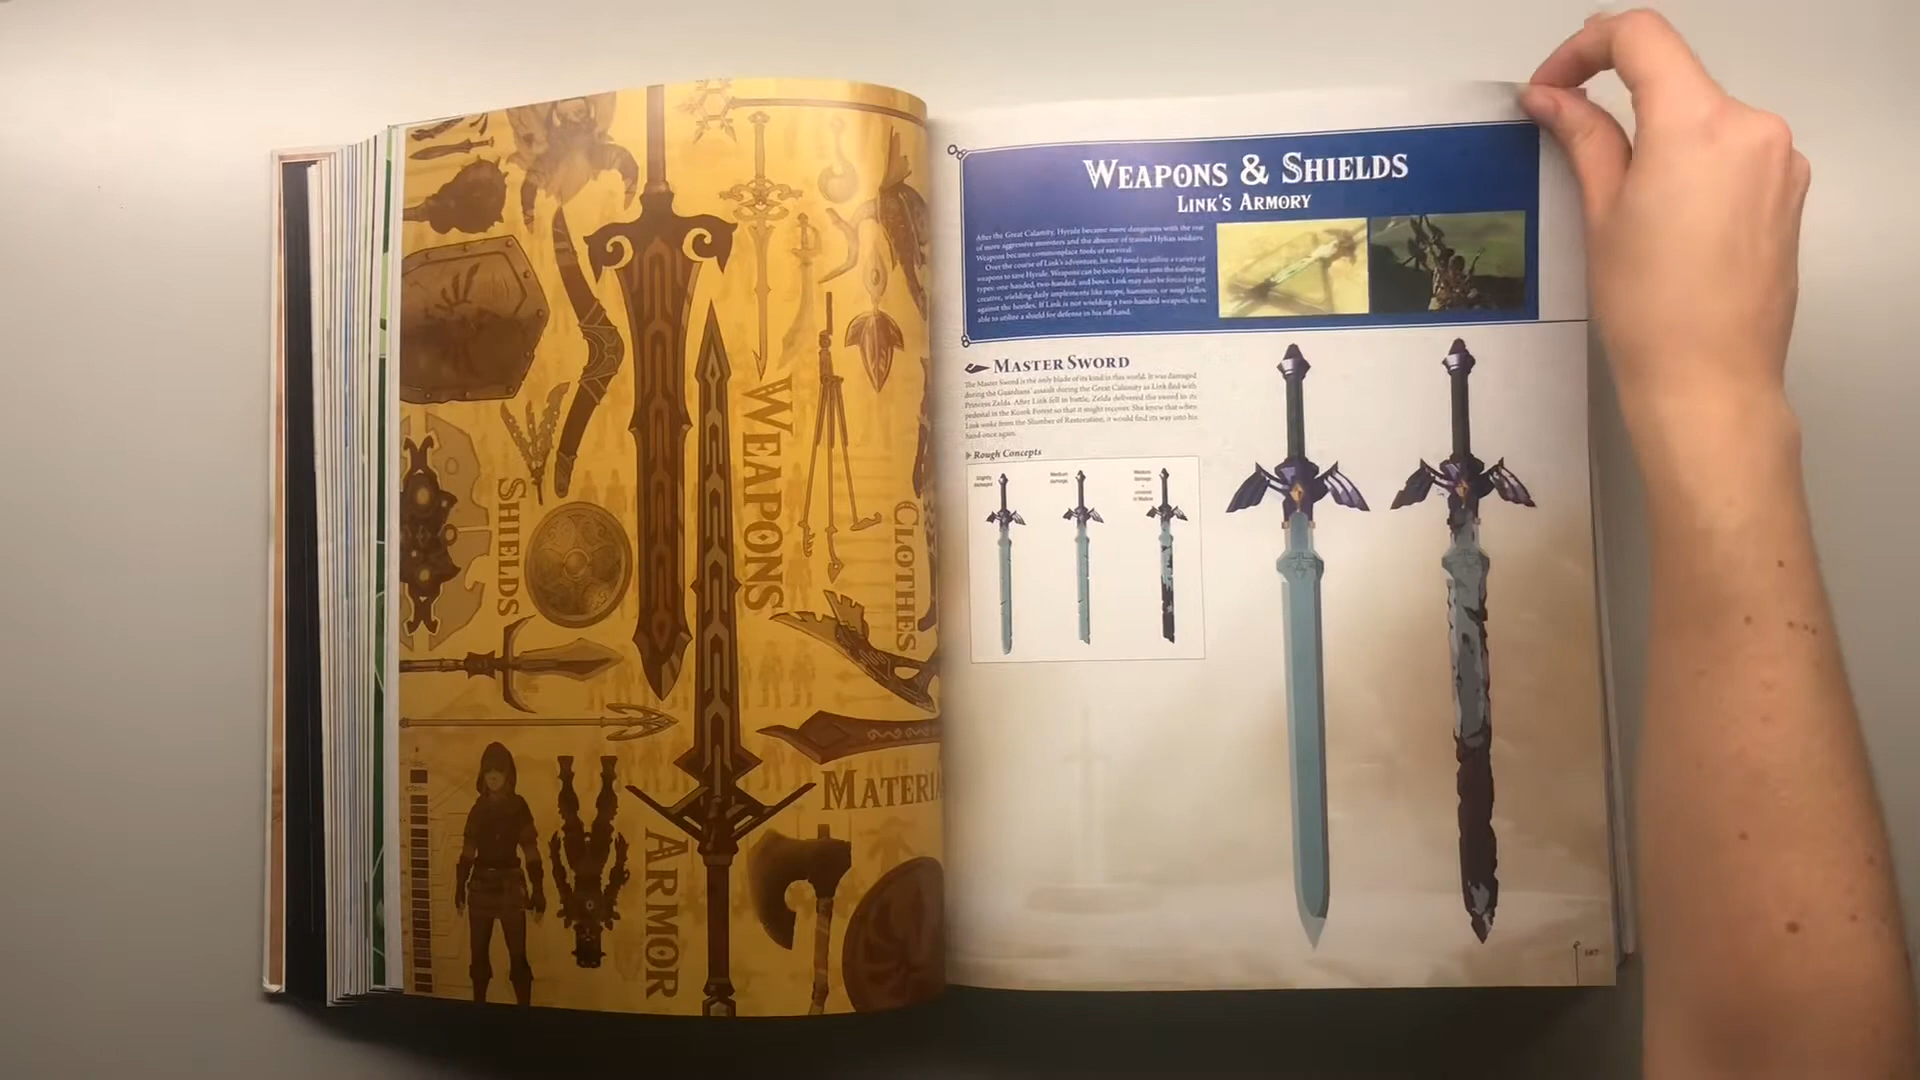 WEAPONS
SHIELDS
CLOTHES
MATERIA
ARMOR
WEAPONS & SHIELDS
LINK'S ARMORY
After the Great Calamity, Hyrule became more dangerous with the rise
of more aggressive monsters and the absence of trained Hylian soldiers.
Weapons became commonplace tools of survival.
Over the course of Link's adventure, he will need to utilize a variety of
weapons to save Hyrule. Weapons can be loosely broken into the following
types: one-handed, two-handed, and bows. Link may also be forced to get
creative, wielding daily implements like mops, hammers, or soup ladles
against the hordes. If Link is not wielding a two-handed weapon, he is
able to utilize a shield for defense in his off hand.
MASTER SWORD
The Master Sword is the only blade of its kind in this world. It was damaged
during the Guardians' assault during the Great Calamity as Link fled with
Princess Zelda. After Link fell in battle, Zelda delivered the sword to its
pedestal in the Korok Forest so that it might recover. She knew that when
Link woke from the Slumber of Restoration, it would find its way into his
hand once again.
Rough Concepts
Slightly
damaged
Medium
damage
Medium
damage
+
covered
in Malice